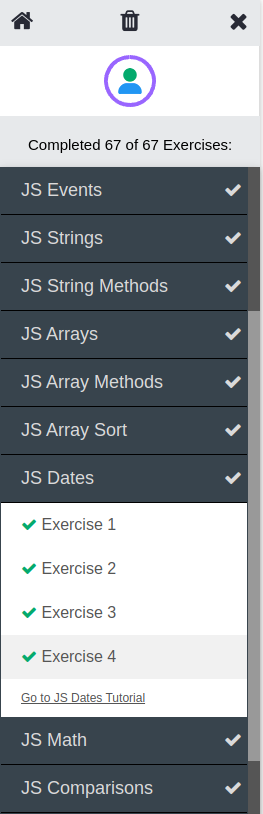 Completed 67 of 67 Exercises:
JS Events
JS Strings
JS String Methods
JS Arrays
JS Array Methods
JS Array Sort
JS Dates
Exercise 1
Exercise 2
Exercise 3
Exercise 4
Go to JS Dates Tutorial
JS Math
JS Comparisons